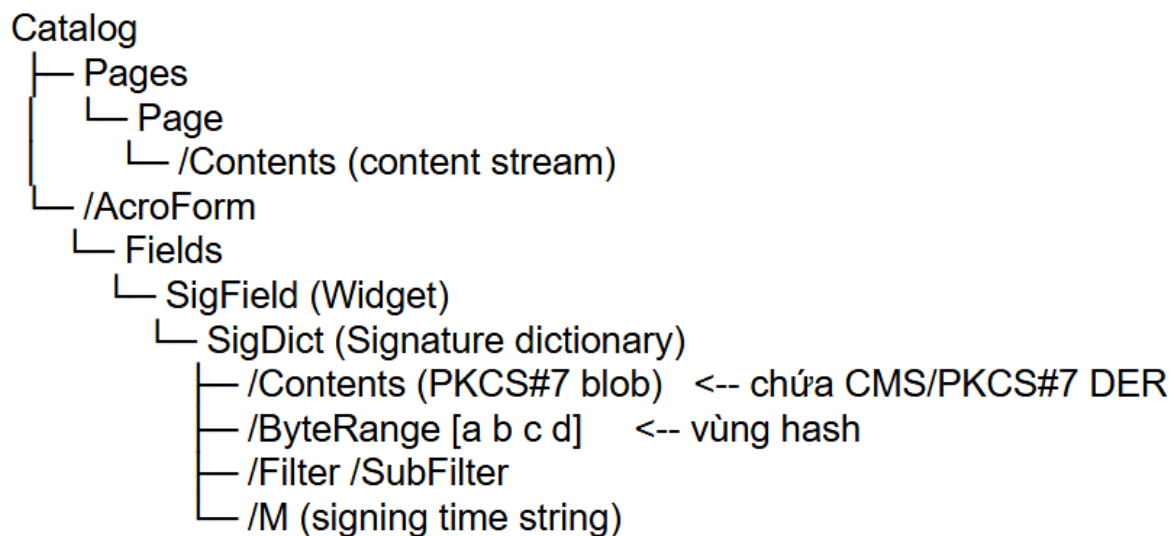 Catalog
├─ Pages
│   └─ Page
│       └─ /Contents (content stream)
└─ /AcroForm
    └─ Fields
        └─ SigField (Widget)
            └─ SigDict (Signature dictionary)
                ├─ /Contents (PKCS#7 blob)   <-- chứa CMS/PKCS#7 DER
                ├─ /ByteRange [a b c d]     <-- vùng hash
                ├─ /Filter /SubFilter
                └─ /M (signing time string)